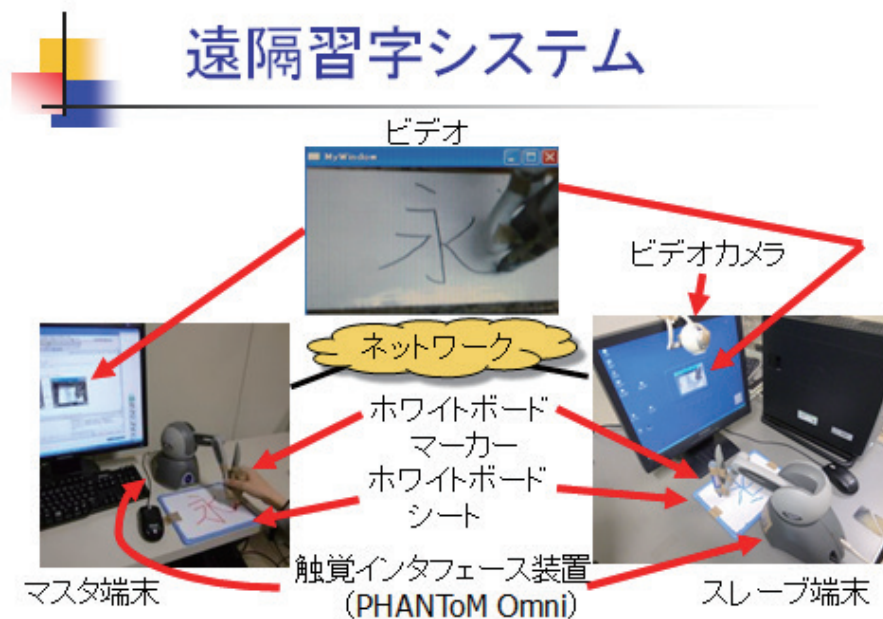 遠隔習字システム
ビデオ
MyWindow
永
ビデオカメラ
ネットワーク
ホワイトボード
マーカー
ホワイトボード
シート
永
永
触覚インタフェース装置
（PHANToM Omni）
マスタ端末
スレーブ端末